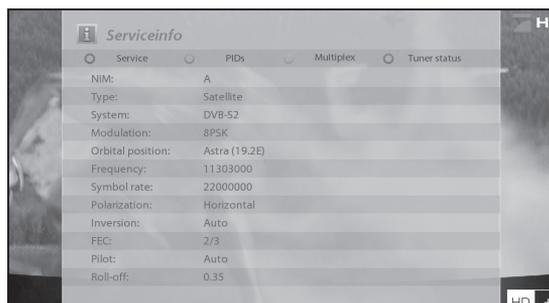 i Serviceinfo
H
Service PIDs Multiplex Tuner status
NIM: A
Type: Satellite
System: DVB-S2
Modulation: 8PSK
Orbital position: Astra (19.2E)
Frequency: 11303000
Symbol rate: 22000000
Polarization: Horizontal
Inversion: Auto
FEC: 2/3
Pilot: Auto
Roll-off: 0.35
HD